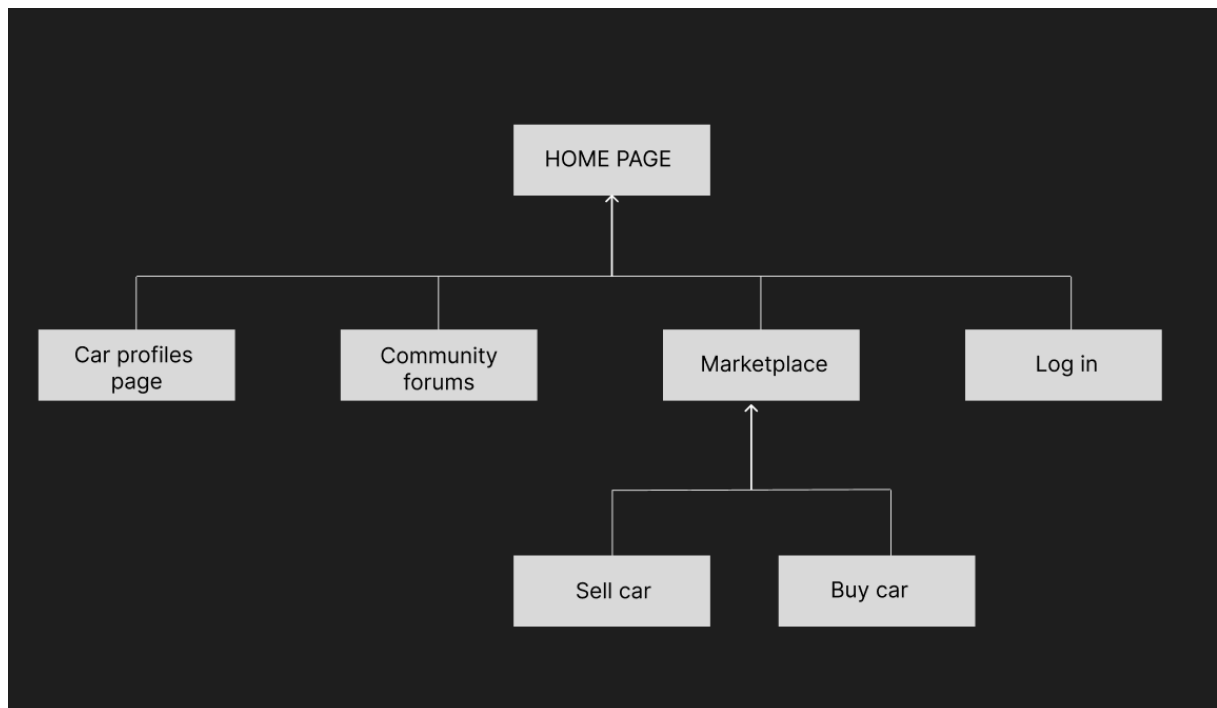 HOME PAGE
Car profiles
page
Community
forums
Marketplace
Log in
Sell car
Buy car